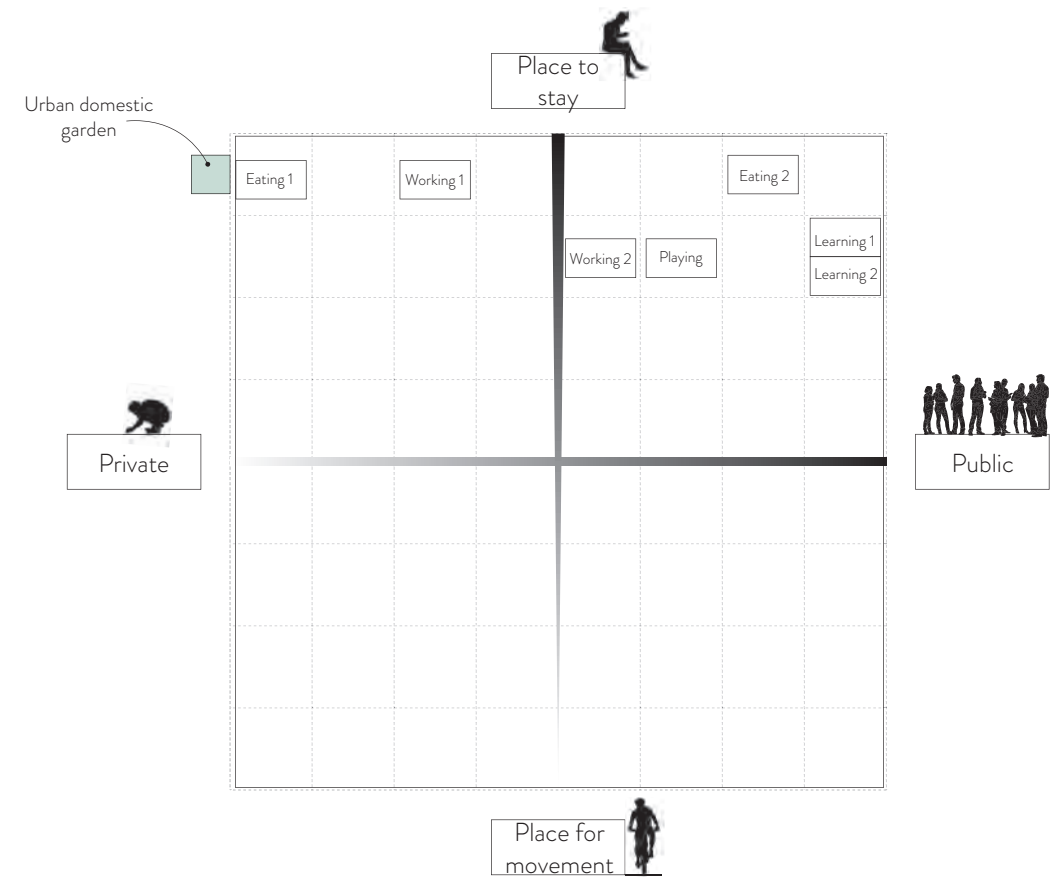 Place to
stay
Urban domestic
garden
Eating 1
Working 1
Eating 2
Learning 1
Working 2
Playing
Learning 2
Private
Public
Place for
movement